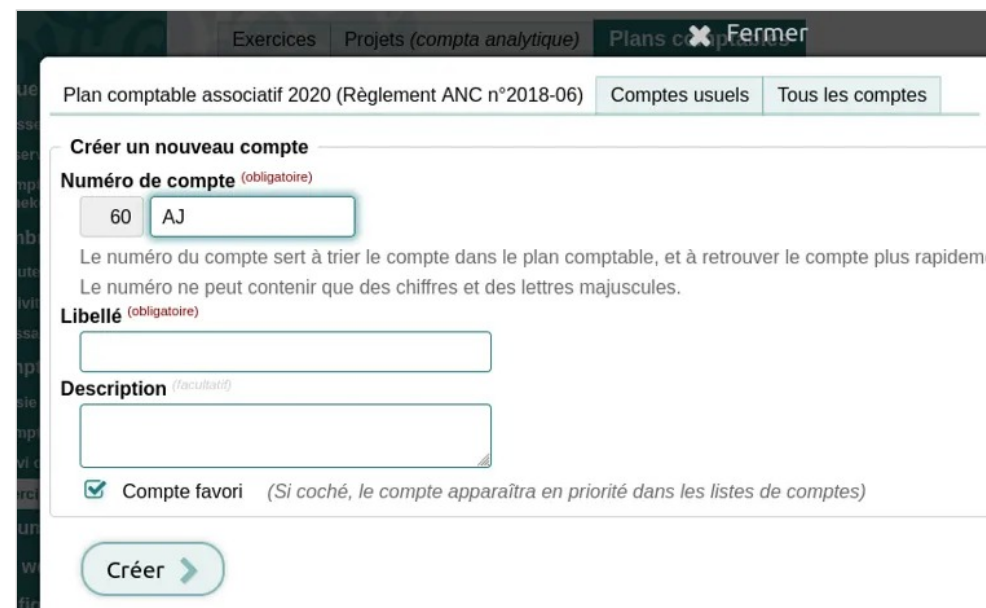 Exercices Projets (compta analytique) Plans comptables
Fermer
Plan comptable associatif 2020 (Règlement ANC n°2018-06) Comptes usuels Tous les comptes
Créer un nouveau compte
Numéro de compte (obligatoire)
60 AJ
Le numéro du compte sert à trier le compte dans le plan comptable, et à retrouver le compte plus rapidem
Le numéro ne peut contenir que des chiffres et des lettres majuscules.
Libellé (obligatoire)
Description (facultatif)
Compte favori (Si coché, le compte apparaîtra en priorité dans les listes de comptes)
Créer